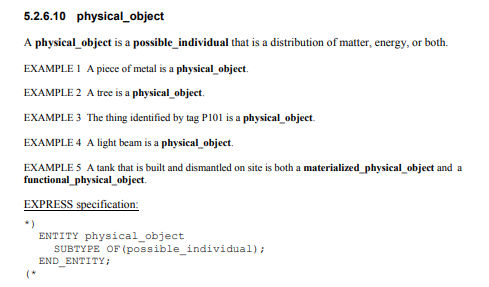 5.2.6.10 physical_object
A physical_object is a possible_individual that is a distribution of matter, energy, or both.
EXAMPLE 1 A piece of metal is a physical_object.
EXAMPLE 2 A tree is a physical_object.
EXAMPLE 3 The thing identified by tag P101 is a physical_object.
EXAMPLE 4 A light beam is a physical_object.
EXAMPLE 5 A tank that is built and dismantled on site is both a materialized_physical_object and a
functional_physical_object.
EXPRESS specification:
*)
ENTITY physical_object
SUBTYPE OF(possible_individual);
END_ENTITY;
(*